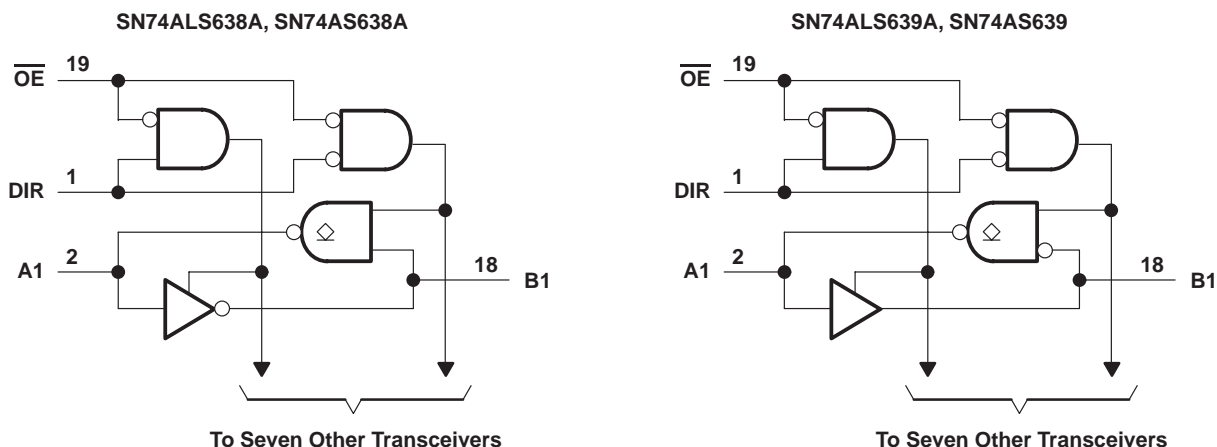 SN74ALS638A, SN74AS638A
OE 19
DIR 1
A1 2
18 B1
To Seven Other Transceivers
SN74ALS639A, SN74AS639
OE 19
DIR 1
A1 2
18 B1
To Seven Other Transceivers